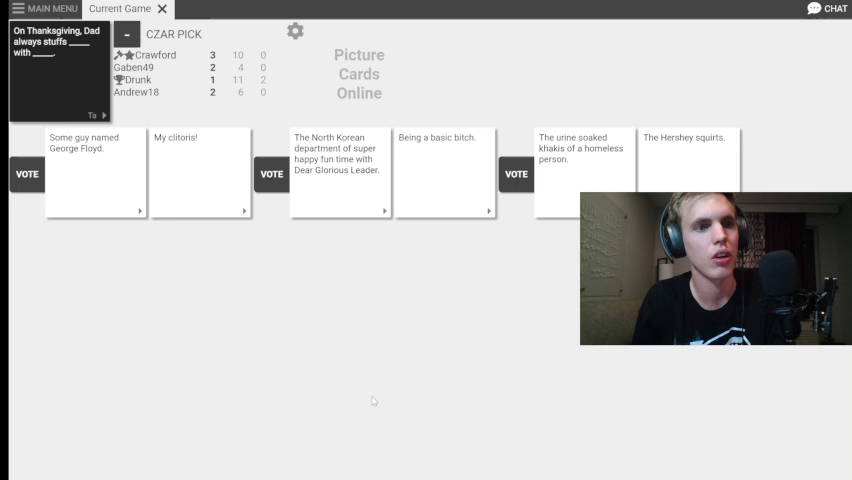 MAIN MENU
Current Game
CHAT
On Thanksgiving, Dad
always stuffs _____
with _____.
Ta
-
CZAR PICK
Crawford 3 10 0
Gaben49 2 4 0
Drunk 1 11 2
Andrew18 2 6 0
Picture
Cards
Online
VOTE
Some guy named
George Floyd.
My clitoris!
VOTE
The North Korean
department of super
happy fun time with
Dear Glorious Leader.
Being a basic bitch.
VOTE
The urine soaked
khakis of a homeless
person.
The Hershey squirts.